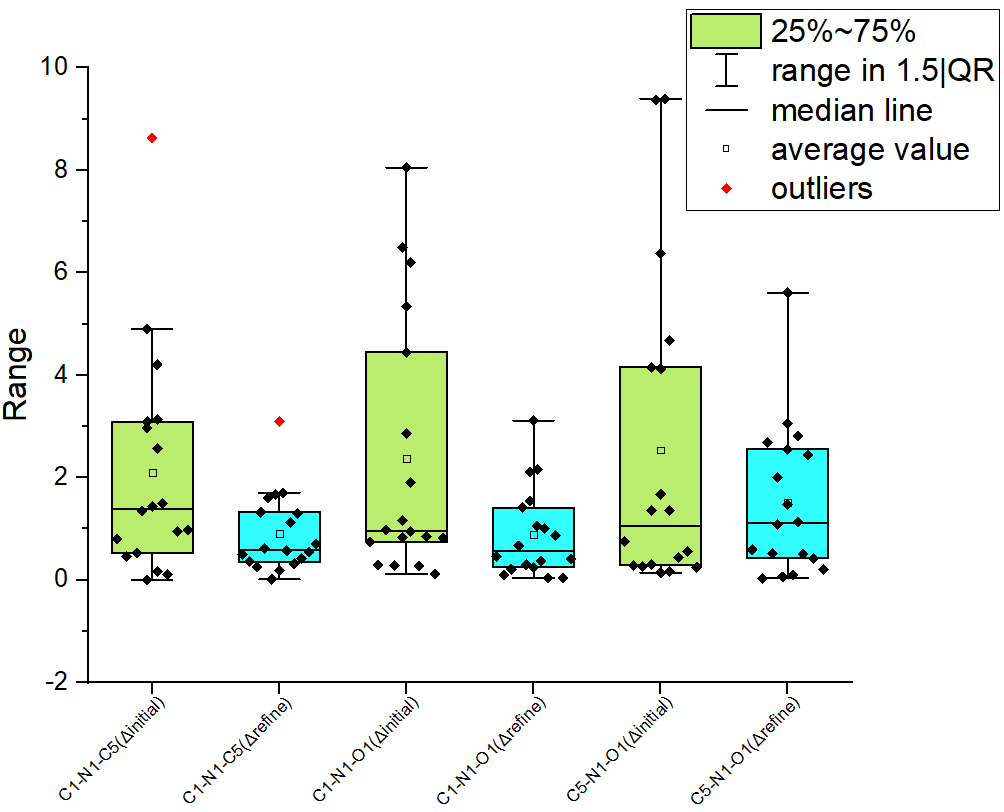 25%~75%
range in 1.5|QR
median line
average value
outliers
Range
10
8
6
4
2
0
-2
C1-N1-C5(Δinitial)
C1-N1-C5(Δrefine)
C1-N1-O1(Δinitial)
C1-N1-O1(Δrefine)
C5-N1-O1(Δinitial)
C5-N1-O1(Δrefine)